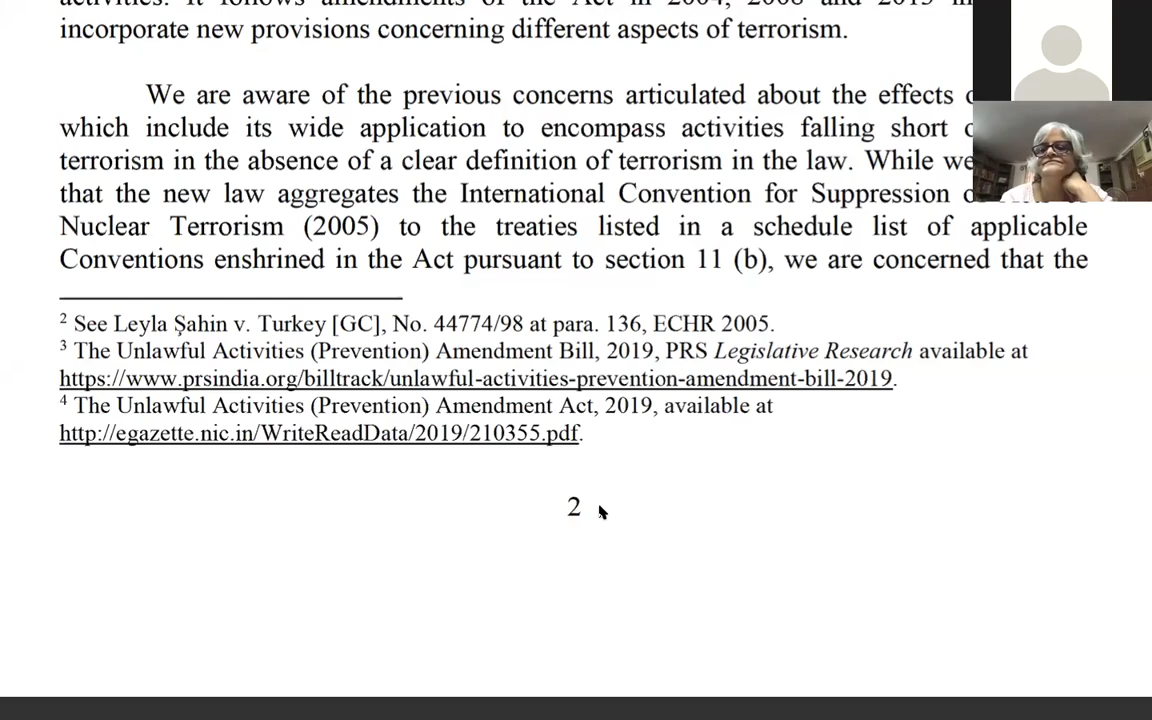 incorporate new provisions concerning different aspects of terrorism.
We are aware of the previous concerns articulated about the effects
which include its wide application to encompass activities falling short
terrorism in the absence of a clear definition of terrorism in the law. While we
that the new law aggregates the International Convention for Suppression
Nuclear Terrorism (2005) to the treaties listed in a schedule list of applicable
Conventions enshrined in the Act pursuant to section 11 (b), we are concerned that the
2 See Leyla Şahin v. Turkey [GC], No. 44774/98 at para. 136, ECHR 2005.
3 The Unlawful Activities (Prevention) Amendment Bill, 2019, PRS Legislative Research available at
https://www.prsindia.org/billtrack/unlawful-activities-prevention-amendment-bill-2019.
4 The Unlawful Activities (Prevention) Amendment Act, 2019, available at
http://egazette.nic.in/WriteReadData/2019/210355.pdf.
2